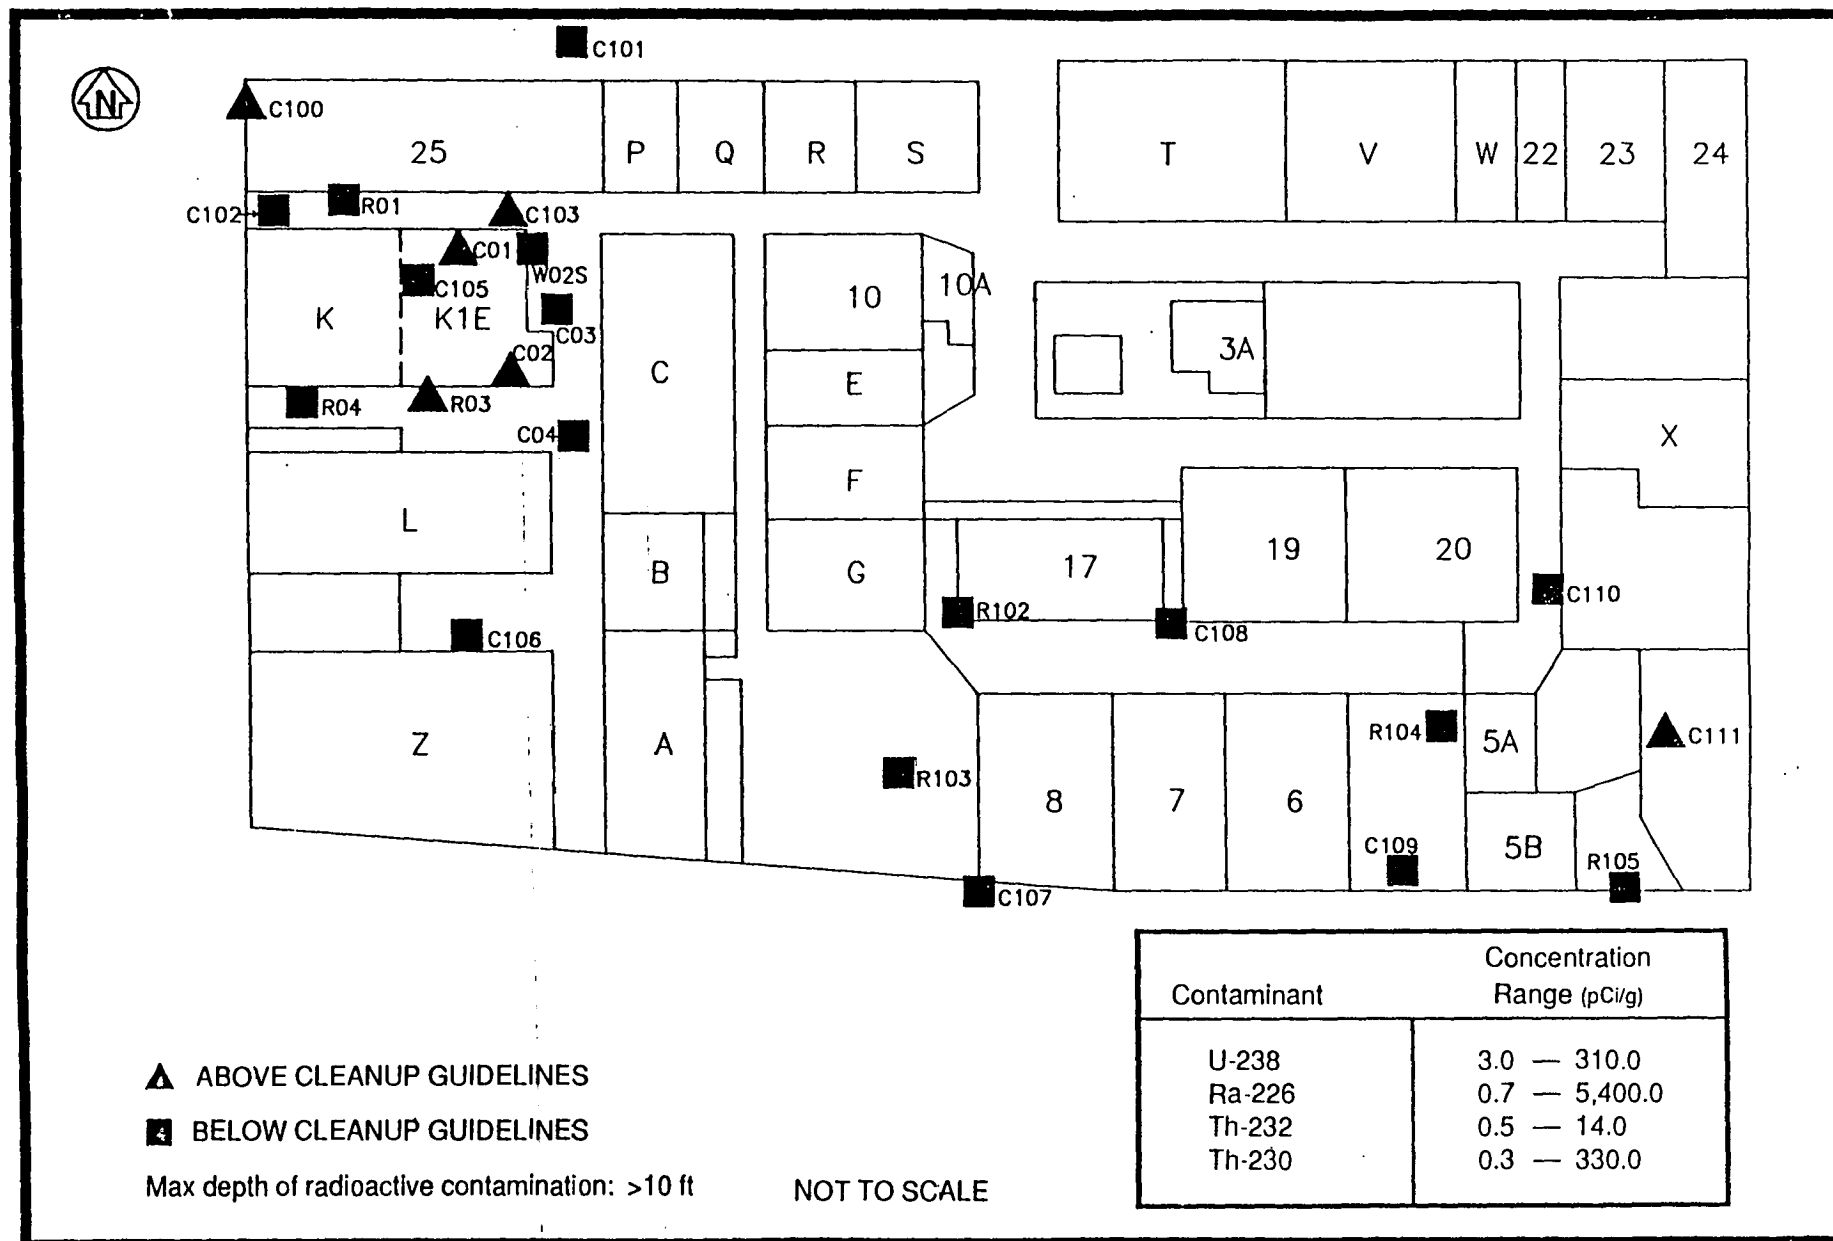 C101
N
C100
25
P
Q
R
S
T
V
W
22
23
24
C102
R01
C103
C01
W02S
C105
K
K1E
C03
C02
R04
R03
C04
C
10
10A
E
3A
X
F
L
B
G
17
19
20
R102
C108
C110
C106
Z
A
R103
8
7
6
R104
5A
C111
5B
C109
R105
C107
Contaminant
Concentration
Range (pCi/g)
U-238 3.0 — 310.0
Ra-226 0.7 — 5,400.0
Th-232 0.5 — 14.0
Th-230 0.3 — 330.0
ABOVE CLEANUP GUIDELINES
BELOW CLEANUP GUIDELINES
Max depth of radioactive contamination: >10 ft
NOT TO SCALE